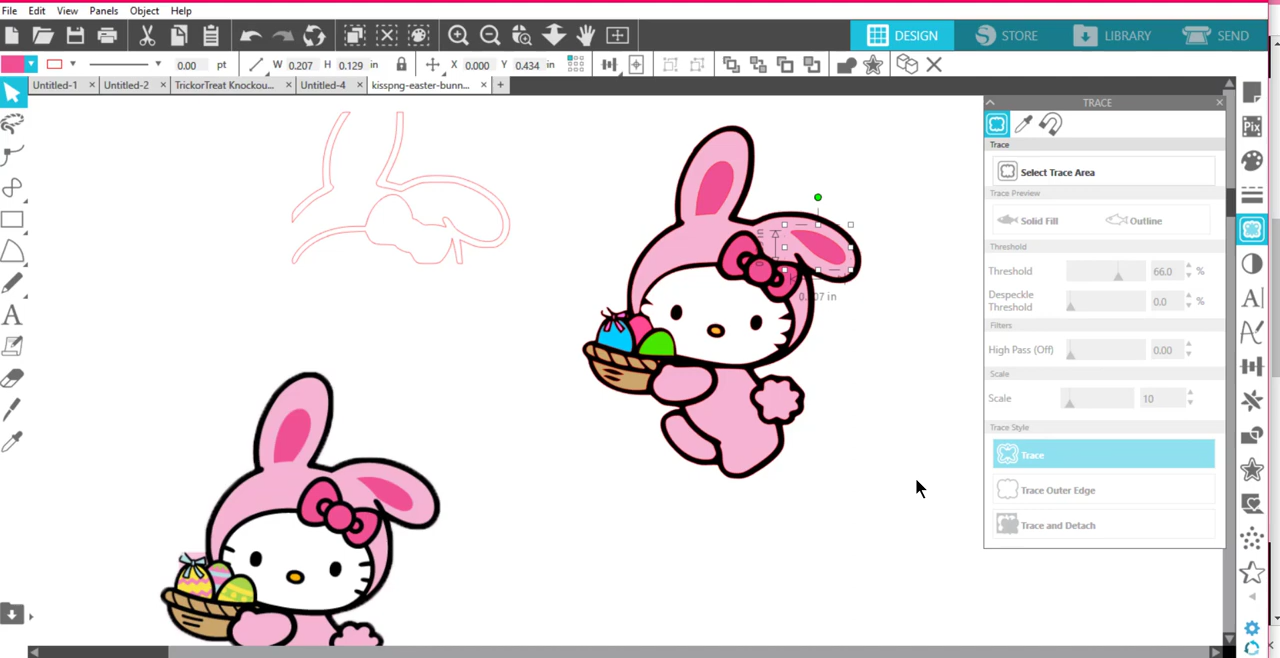 File Edit View Panels Object Help
DESIGN STORE LIBRARY SEND
0.00 pt W 0.207 H 0.129 in X 0.000 Y 0.434 in
Untitled-1 × Untitled-2 × TrickorTreat Knockou... × Untitled-4 × kisspng-easter-bunn... × +
TRACE
Trace
Pix
Select Trace Area
Trace Preview
Solid Fill Outline
Threshold
Threshold 66.0 %
Despeckle
Threshold 0.0 %
Filters
High Pass (Off) 0.00
Scale
Scale 10
Trace Style
Trace
Trace Outer Edge
Trace and Detach